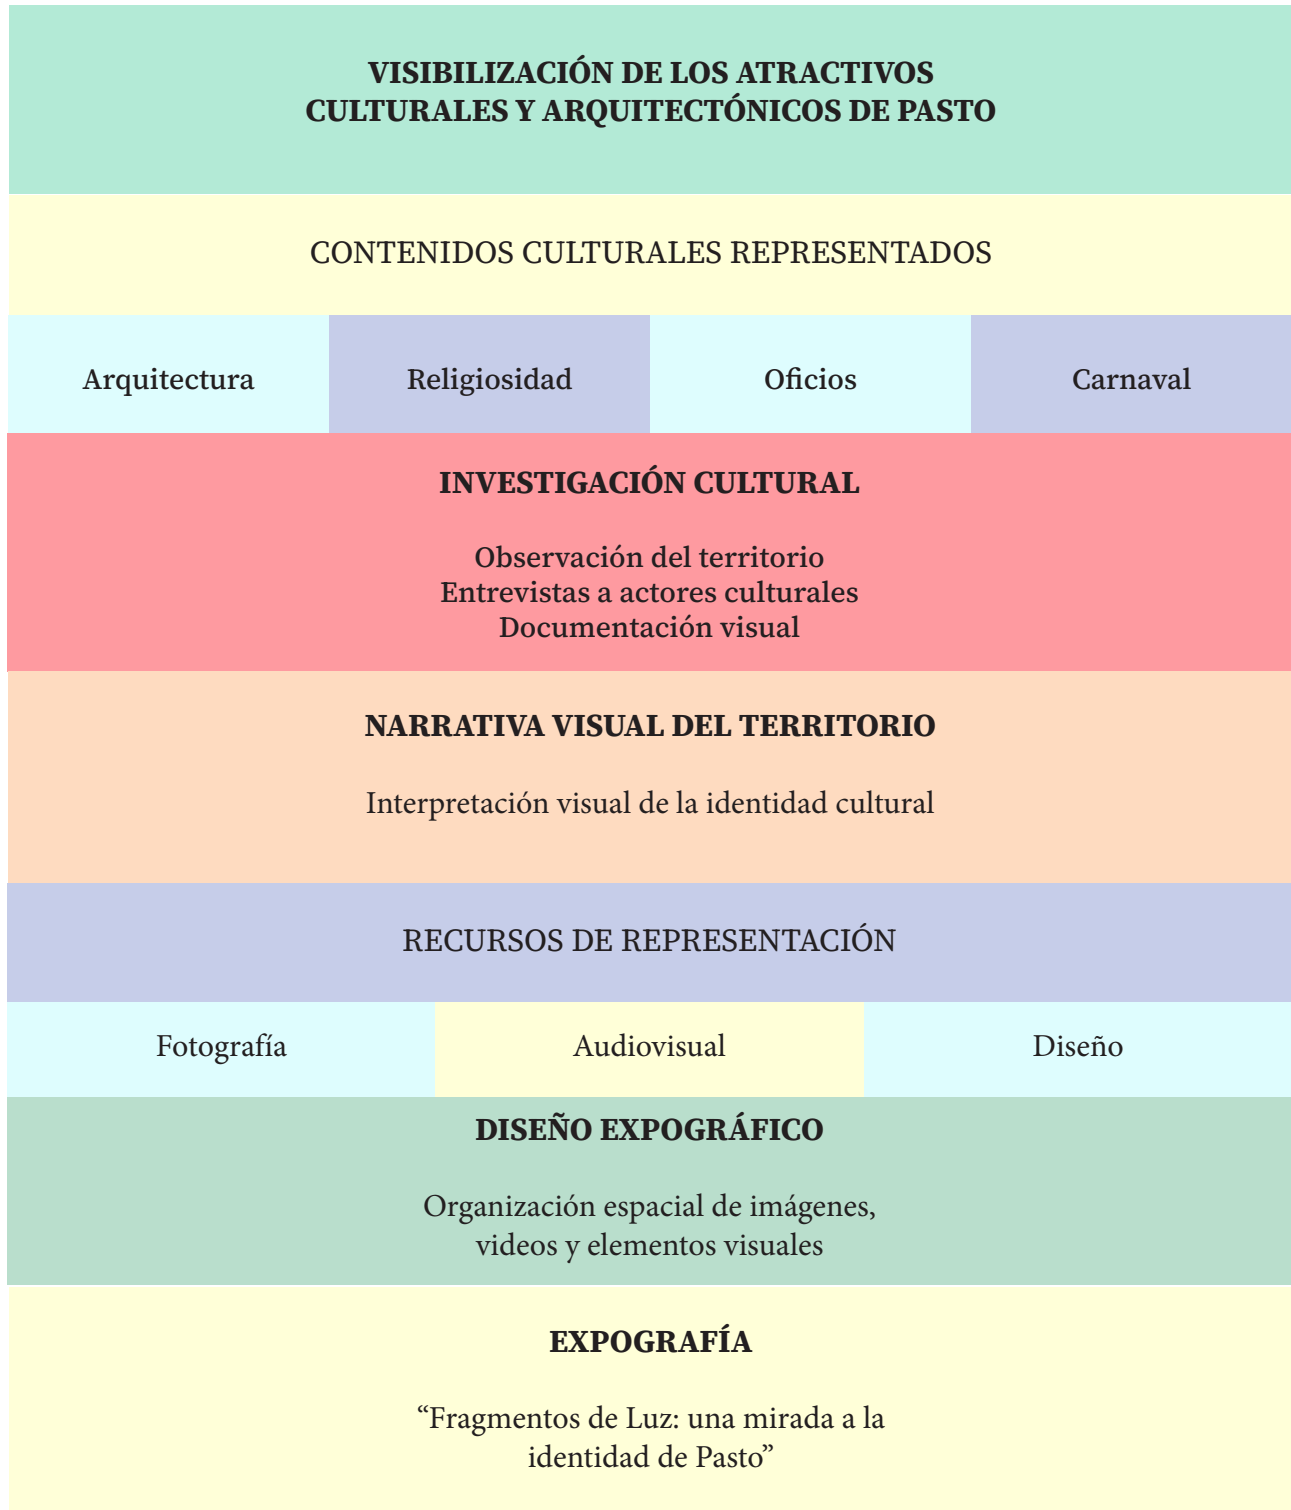 VISIBILIZACIÓN DE LOS ATRACTIVOS
CULTURALES Y ARQUITECTÓNICOS DE PASTO
CONTENIDOS CULTURALES REPRESENTADOS
Arquitectura
Religiosidad
Oficios
Carnaval
INVESTIGACIÓN CULTURAL
Observación del territorio
Entrevistas a actores culturales
Documentación visual
NARRATIVA VISUAL DEL TERRITORIO
Interpretación visual de la identidad cultural
RECURSOS DE REPRESENTACIÓN
Fotografía
Audiovisual
Diseño
DISEÑO EXPOGRÁFICO
Organización espacial de imágenes,
videos y elementos visuales
EXPOGRAFÍA
“Fragmentos de Luz: una mirada a la
identidad de Pasto”